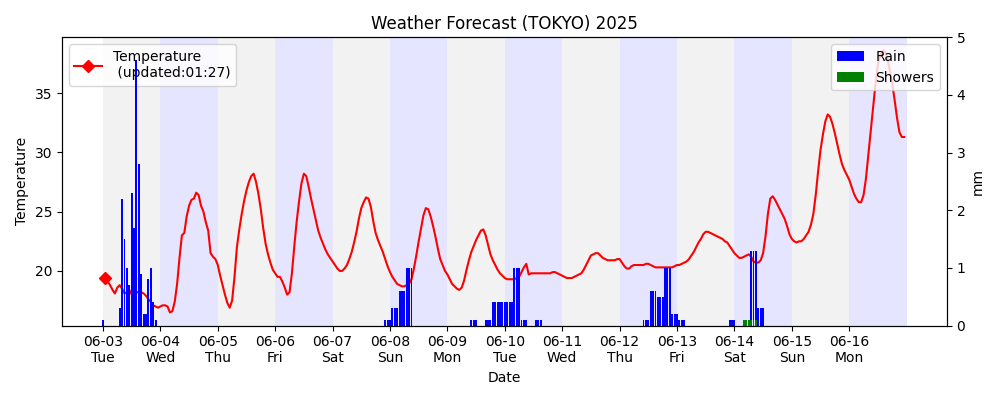 Weather Forecast (TOKYO) 2025
Temperature
(updated:01:27)
Rain
Showers
Temperature
35
30
25
20
5
4
3
2
1
0
mm
06-03 06-04 06-05 06-06 06-07 06-08 06-09 06-10 06-11 06-12 06-13 06-14 06-15 06-16
Tue Wed Thu Fri Sat Sun Mon Tue Wed Thu Fri Sat Sun Mon
Date